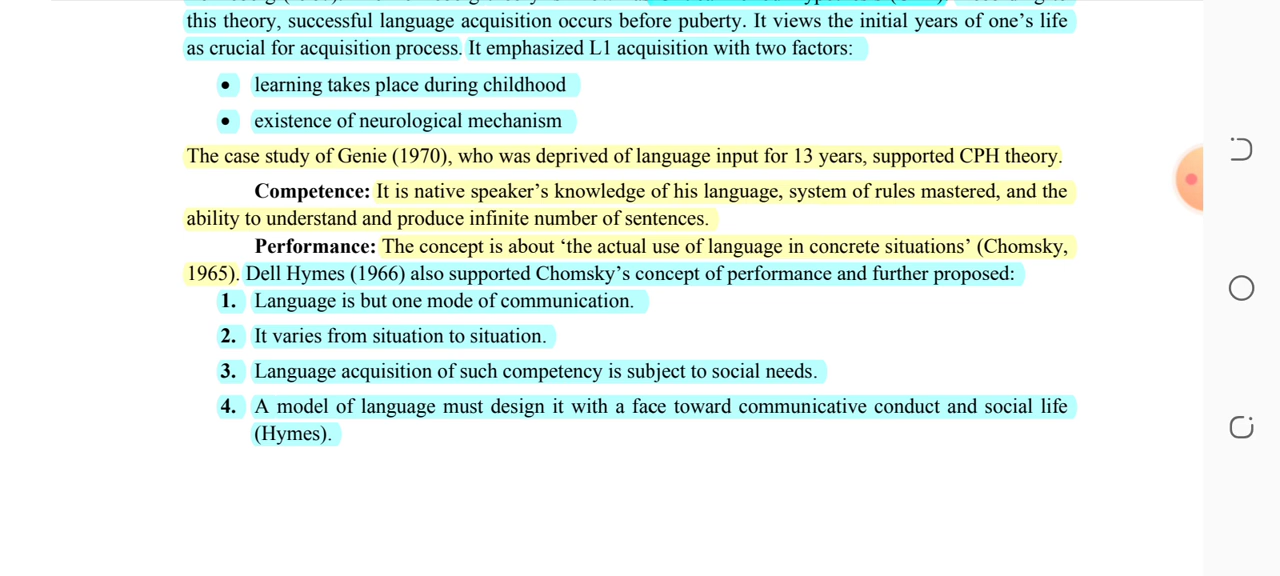 this theory, successful language acquisition occurs before puberty. It views the initial years of one's life
as crucial for acquisition process. It emphasized L1 acquisition with two factors:
• learning takes place during childhood
• existence of neurological mechanism
The case study of Genie (1970), who was deprived of language input for 13 years, supported CPH theory.
Competence: It is native speaker's knowledge of his language, system of rules mastered, and the
ability to understand and produce infinite number of sentences.
Performance: The concept is about ‘the actual use of language in concrete situations’ (Chomsky,
1965). Dell Hymes (1966) also supported Chomsky’s concept of performance and further proposed:
1. Language is but one mode of communication.
2. It varies from situation to situation.
3. Language acquisition of such competency is subject to social needs.
4. A model of language must design it with a face toward communicative conduct and social life
(Hymes).